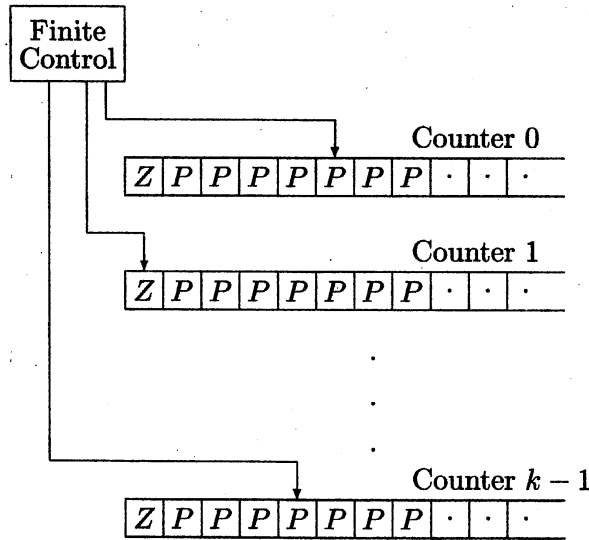 Finite
Control
Counter 0
Z P P P P P P P · · ·
Counter 1
Z P P P P P P P · · ·
Counter k − 1
Z P P P P P P P · · ·